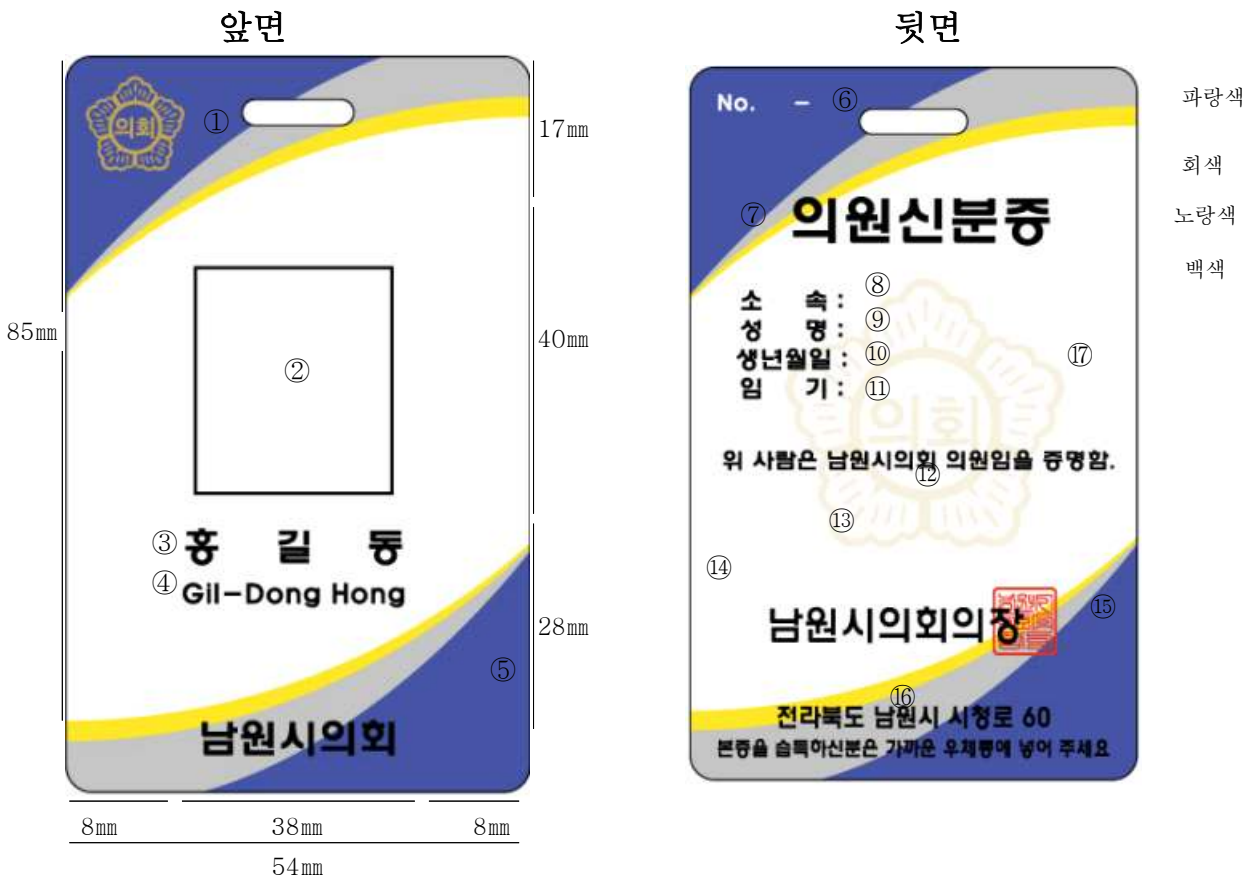 앞면
의회
①
17㎜
85㎜
40㎜
②
③ 홍 길 동
④ Gil-Dong Hong
28㎜
⑤
남원시의회
8㎜ 38㎜ 8㎜
54㎜
뒷면
No. - ⑥
⑦ 의원신분증
소 속 : ⑧
성 명 : ⑨
생년월일 : ⑩
임 기 : ⑪
⑰
의회
위 사람은 남원시의회 의원임을 증명함.
⑫
⑬
⑭
남원시의회의장 ⑮
⑯
전라북도 남원시 시청로 60
본증을 습득하신분은 가까운 우체통에 넣어 주세요
파랑색
회색
노랑색
백색